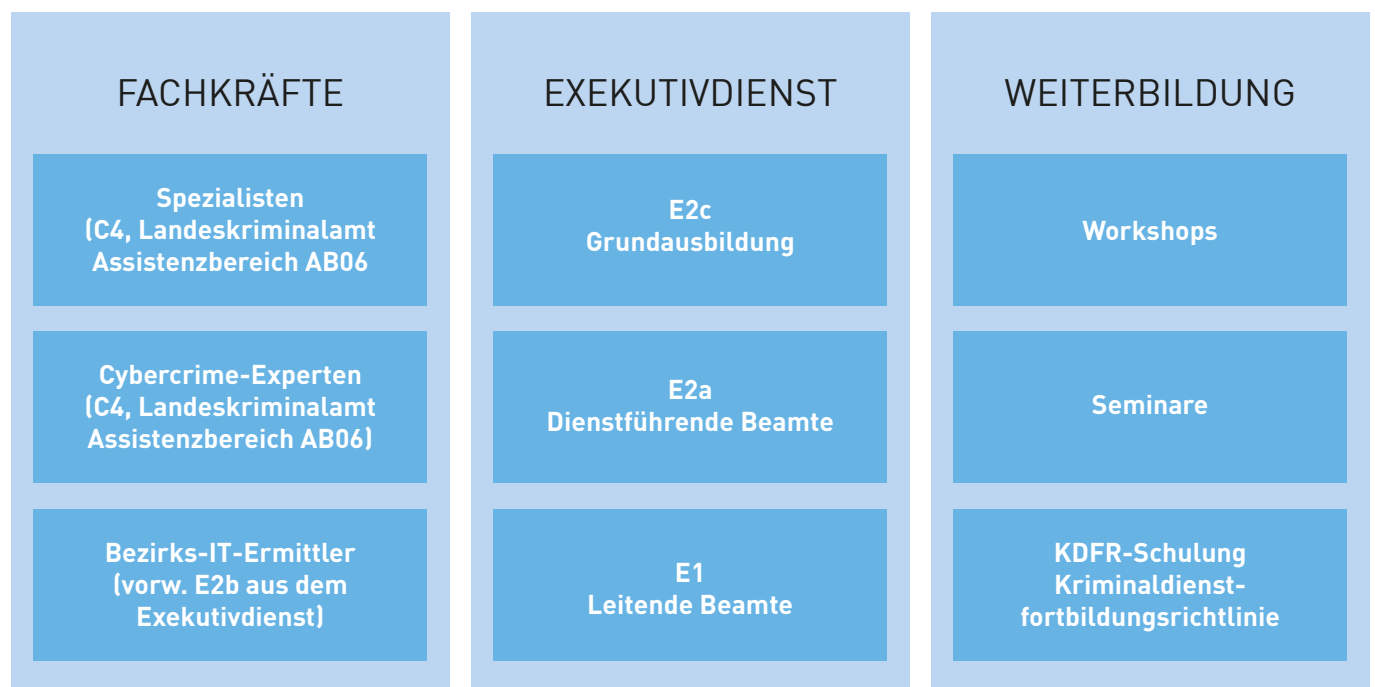 FACHKRÄFTE
Spezialisten
(C4, Landeskriminalamt
Assistenzbereich AB06
Cybercrime-Experten
(C4, Landeskriminalamt
Assistenzbereich AB06)
Bezirks-IT-Ermittler
(vorw. E2b aus dem
Exekutivdienst)
EXEKUTIVDIENST
E2c
Grundausbildung
E2a
Dienstführende Beamte
E1
Leitende Beamte
WEITERBILDUNG
Workshops
Seminare
KDFR-Schulung
Kriminaldienst-
fortbildungsrichtlinie